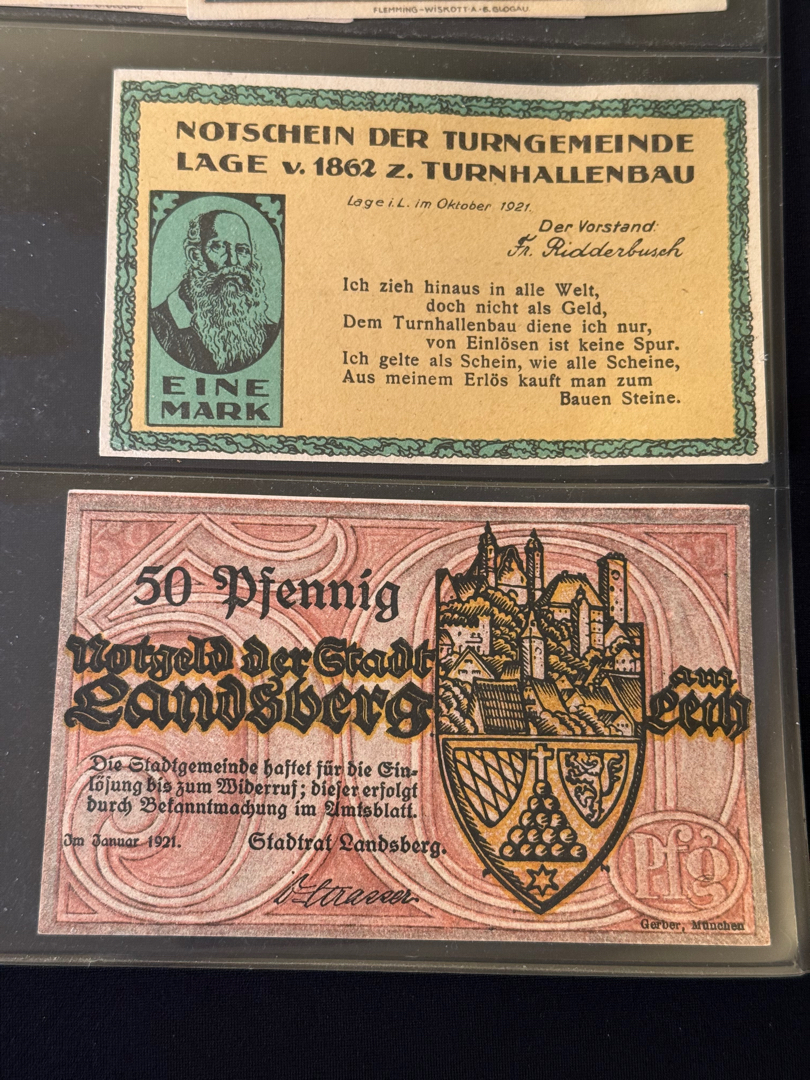 FLEMMING-WISKOTT A.-G. GLOGAU
NOTSCHEIN DER TURNGEMEINDE
LAGE v. 1862 z. TURNHALLENBAU
Lage i. L. im Oktober 1921.
Der Vorstand:
Fr. Ridderbusch
Ich zieh hinaus in alle Welt,
doch nicht als Geld,
Dem Turnhallenbau diene ich nur,
von Einlösen ist keine Spur.
Ich gelte als Schein, wie alle Scheine,
Aus meinem Erlös kauft man zum
Bauen Steine.
EINE
MARK
50 Pfennig
Notgeld der Stadt
Landsberg
am
Lech
Die Stadtgemeinde haftet für die Ein-
lösung bis zum Widerruf; dieser erfolgt
durch Bekanntmachung im Amtsblatt.
Im Januar 1921. Stadtrat Landsberg.
Strasser
50
Pfg
Gerber, München